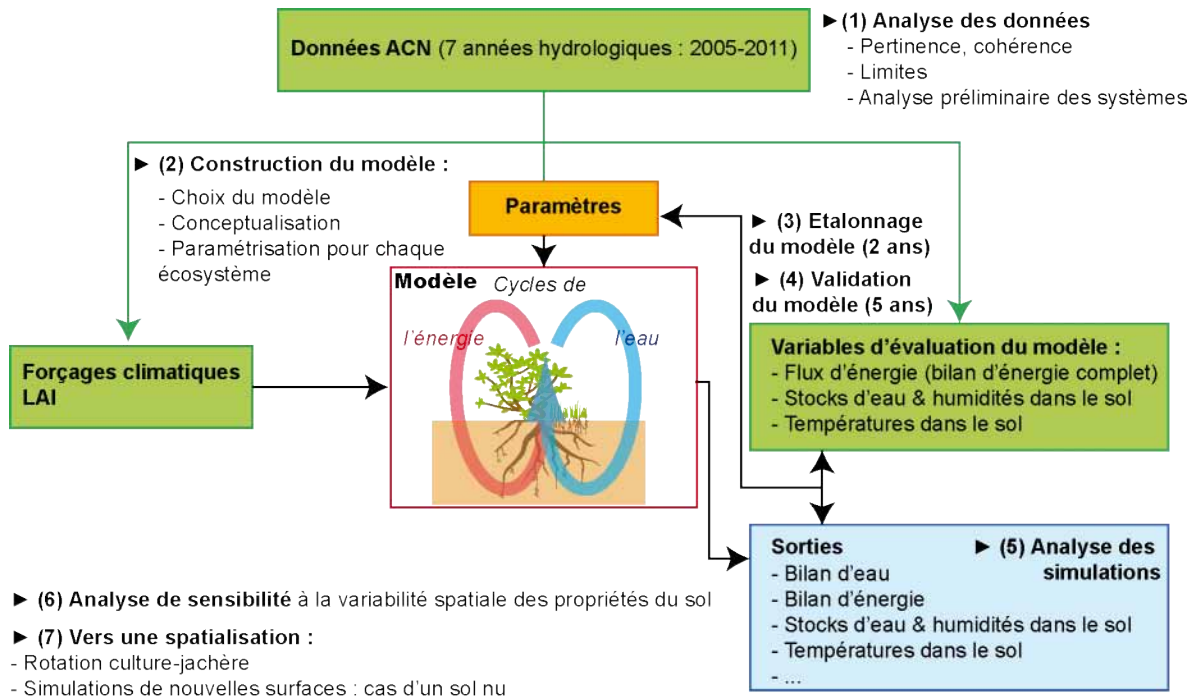 Données ACN (7 années hydrologiques : 2005-2011)
►(1) Analyse des données
- Pertinence, cohérence
- Limites
- Analyse préliminaire des systèmes
► (2) Construction du modèle :
- Choix du modèle
- Conceptualisation
- Paramétrisation pour chaque
écosystème
Paramètres
► (3) Etalonnage
du modèle (2 ans)
► (4) Validation
du modèle (5 ans)
Modèle Cycles de
l'énergie
l'eau
Forçages climatiques
LAI
Variables d'évaluation du modèle :
- Flux d'énergie (bilan d'énergie complet)
- Stocks d'eau & humidités dans le sol
- Températures dans le sol
Sorties
- Bilan d'eau
- Bilan d'énergie
- Stocks d'eau & humidités dans le sol
- Températures dans le sol
- ...
► (5) Analyse des
simulations
► (6) Analyse de sensibilité à la variabilité spatiale des propriétés du sol
► (7) Vers une spatialisation :
- Rotation culture-jachère
- Simulations de nouvelles surfaces : cas d'un sol nu